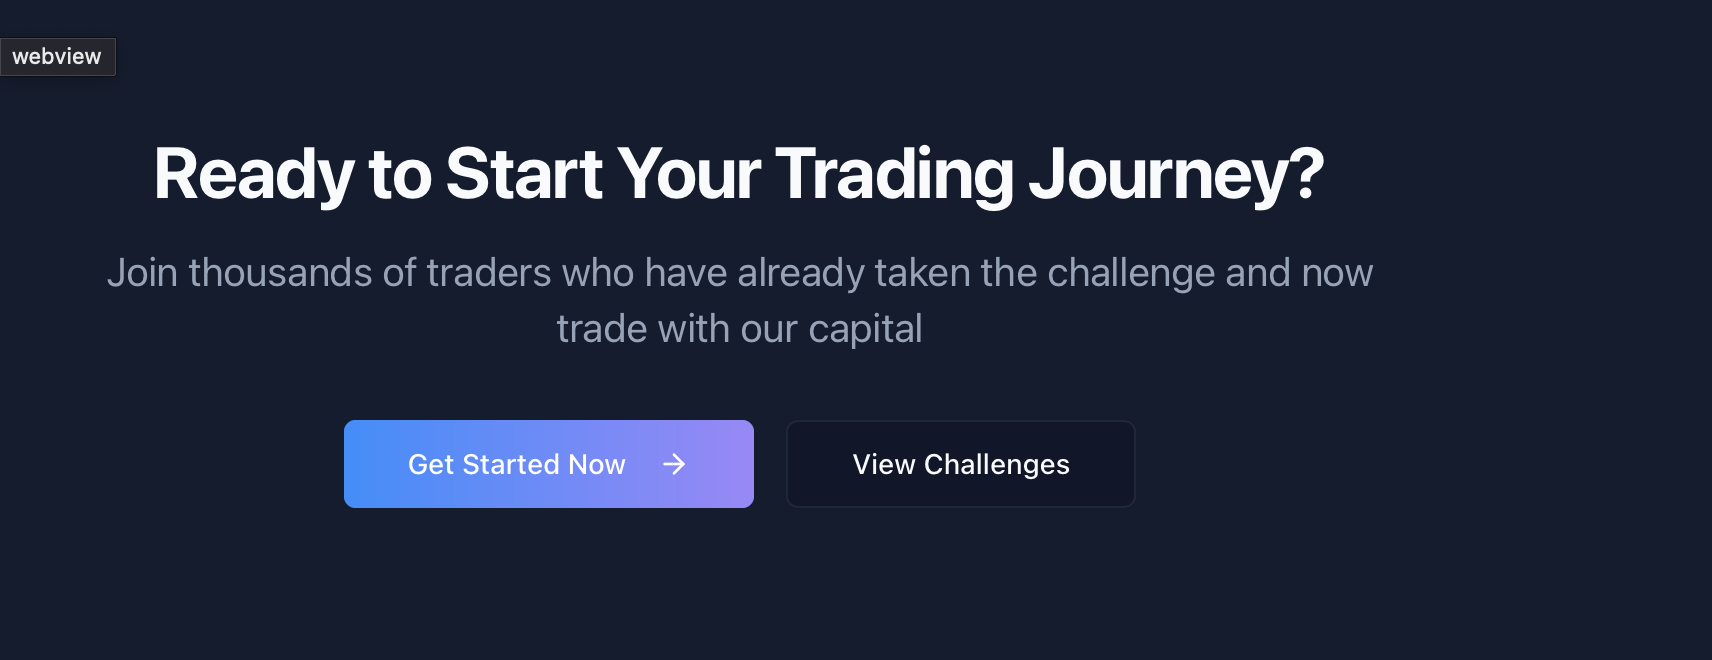 webview
Ready to Start Your Trading Journey?
Join thousands of traders who have already taken the challenge and now
trade with our capital
Get Started Now →
View Challenges